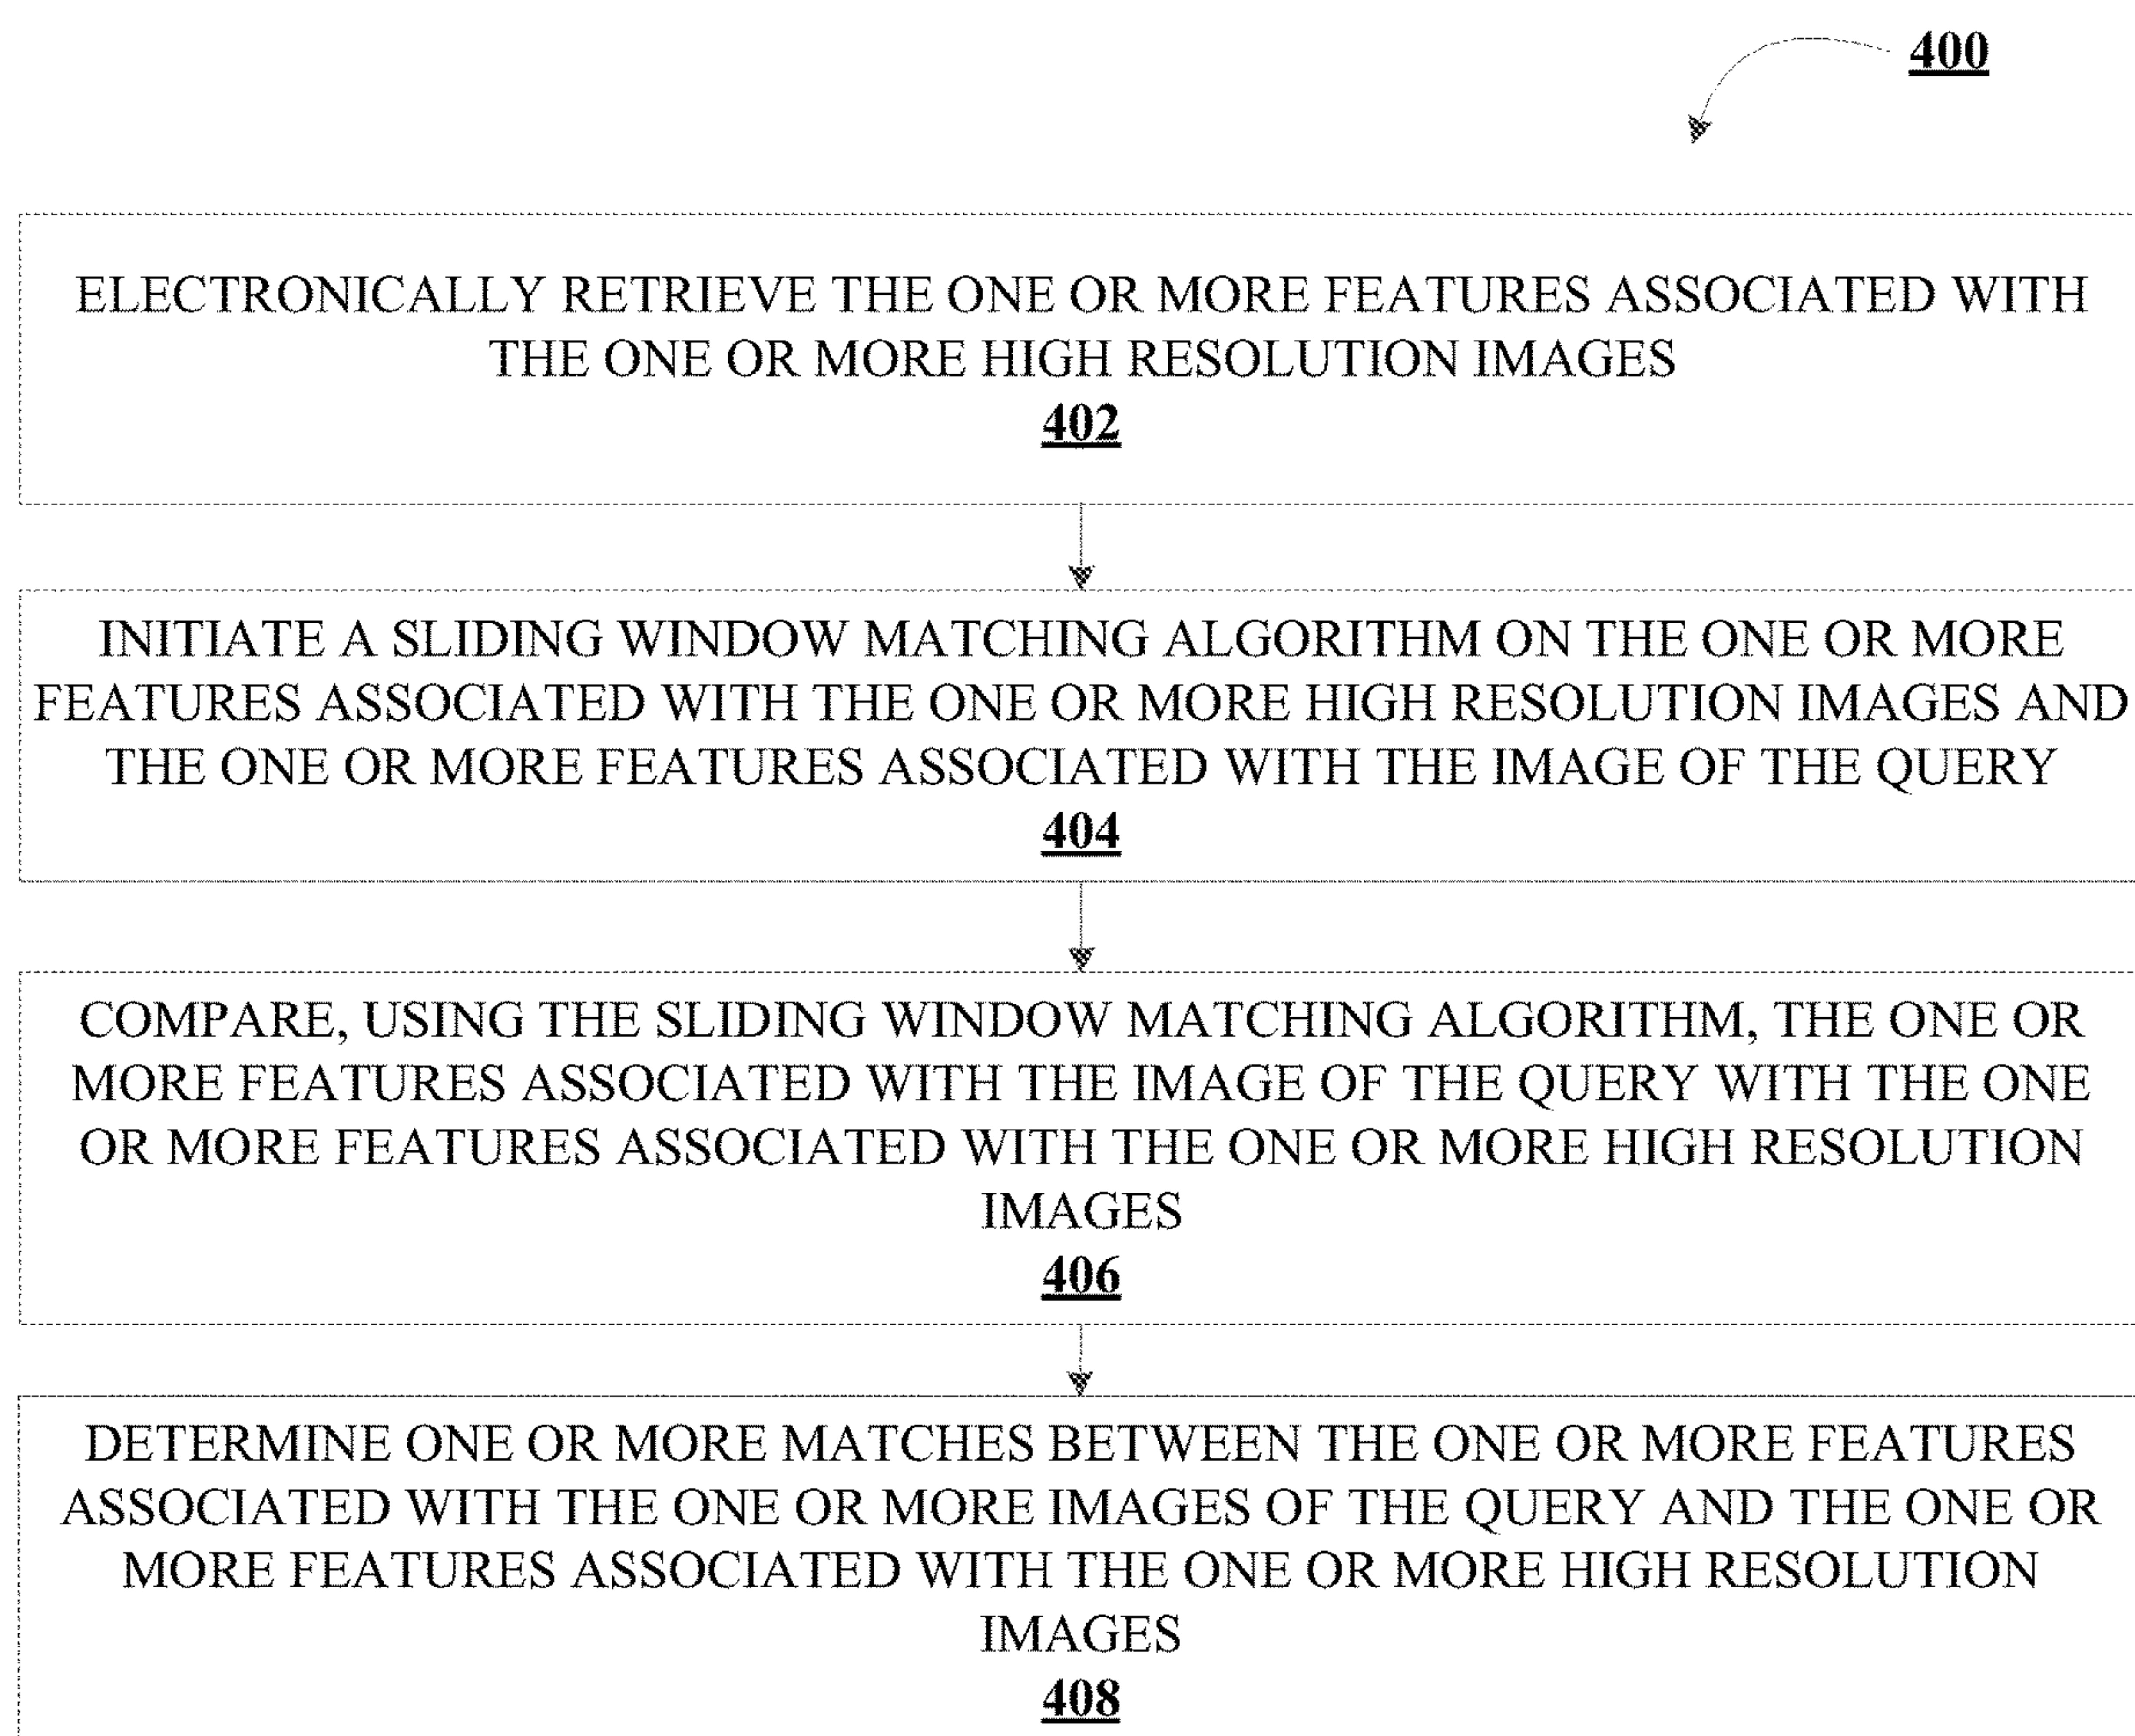 400
ELECTRONICALLY RETRIEVE THE ONE OR MORE FEATURES ASSOCIATED WITH
THE ONE OR MORE HIGH RESOLUTION IMAGES
402
INITIATE A SLIDING WINDOW MATCHING ALGORITHM ON THE ONE OR MORE
FEATURES ASSOCIATED WITH THE ONE OR MORE HIGH RESOLUTION IMAGES AND
THE ONE OR MORE FEATURES ASSOCIATED WITH THE IMAGE OF THE QUERY
404
COMPARE, USING THE SLIDING WINDOW MATCHING ALGORITHM, THE ONE OR
MORE FEATURES ASSOCIATED WITH THE IMAGE OF THE QUERY WITH THE ONE
OR MORE FEATURES ASSOCIATED WITH THE ONE OR MORE HIGH RESOLUTION
IMAGES
406
DETERMINE ONE OR MORE MATCHES BETWEEN THE ONE OR MORE FEATURES
ASSOCIATED WITH THE ONE OR MORE IMAGES OF THE QUERY AND THE ONE OR
MORE FEATURES ASSOCIATED WITH THE ONE OR MORE HIGH RESOLUTION
IMAGES
408